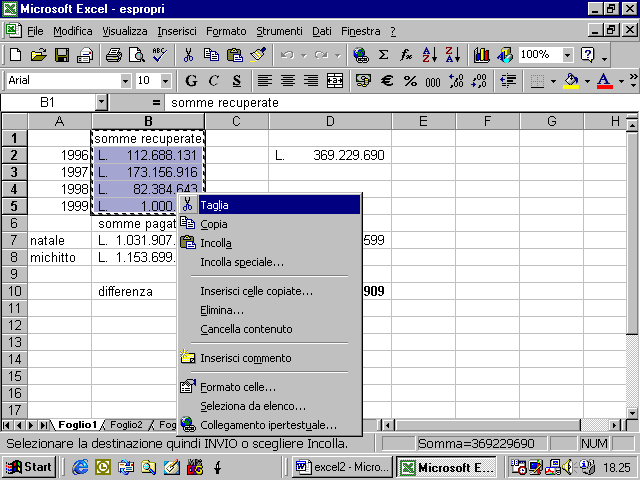 Microsoft Excel - espropri
File Modifica Visualizza Inserisci Formato Strumenti Dati Finestra ?
100%
Arial 10 G C S € % 000
B1 = somme recuperate
A B C D E F G H
1 somme recuperate
2 1996 L. 112.688.131 L. 369.229.690
3 1997 L. 173.156.916
4 1998 L. 82.384.643
5 1999 L. 1.000.
6 somme pagat
7 natale L. 1.031.907. 599
8 michitto L. 1.153.699.
9
10 differenza 909
11
12
13
14
15
16
17
Taglia
Copia
Incolla
Incolla speciale...
Inserisci celle copiate...
Elimina...
Cancella contenuto
Inserisci commento
Formato celle...
Seleziona da elenco...
Collegamento ipertestuale...
Foglio1 Foglio2 Fog
Selezionare la destinazione quindi INVIO o scegliere Incolla. Somma=369229690 NUM
Start excel2 - Micro... Microsoft E... 18.25